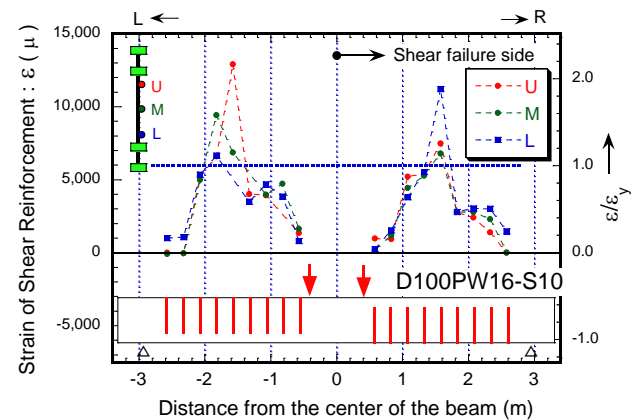 L ← → R
15,000
10,000
5,000
0
-5,000
2.0
1.0
0.0
-1.0
Strain of Shear Reinforcement : ε ( μ )
ε/εy →
Shear failure side
U
M
L
U
M
L
D100PW16-S10
-3 -2 -1 0 1 2 3
Distance from the center of the beam (m)